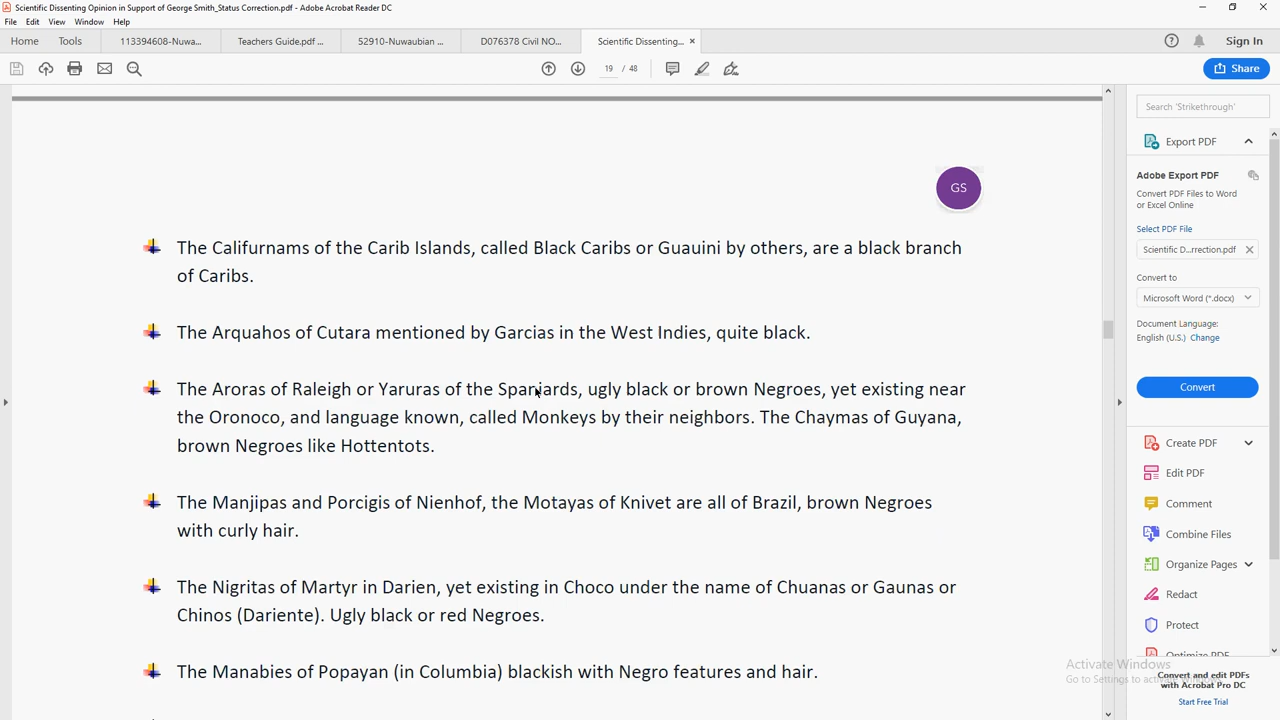 Scientific Dissenting Opinion in Support of George Smith_Status Correction.pdf - Adobe Acrobat Reader DC
File Edit View Window Help
Home Tools 113394608-Nuwa... Teachers Guide.pdf ... 52910-Nuwaubian ... D076378 Civil NO... Scientific Dissenting... × Sign In
19 / 48 Share
Search 'Strikethrough'
Export PDF
Adobe Export PDF
Convert PDF Files to Word
or Excel Online
Select PDF File
Scientific D...rrection.pdf
Convert to
Microsoft Word (*.docx)
Document Language:
English (U.S.) Change
Convert
Create PDF
Edit PDF
Comment
Combine Files
Organize Pages
Redact
Protect
Optimize PDF
Convert and edit PDFs
with Acrobat Pro DC
Start Free Trial
Activate Windows
GS
The Califurnams of the Carib Islands, called Black Caribs or Guauini by others, are a black branch
of Caribs.
The Arquahos of Cutara mentioned by Garcias in the West Indies, quite black.
The Aroras of Raleigh or Yaruras of the Spaniards, ugly black or brown Negroes, yet existing near
the Oronoco, and language known, called Monkeys by their neighbors. The Chaymas of Guyana,
brown Negroes like Hottentots.
The Manjipas and Porcigis of Nienhof, the Motayas of Knivet are all of Brazil, brown Negroes
with curly hair.
The Nigritas of Martyr in Darien, yet existing in Choco under the name of Chuanas or Gaunas or
Chinos (Dariente). Ugly black or red Negroes.
The Manabies of Popayan (in Columbia) blackish with Negro features and hair.